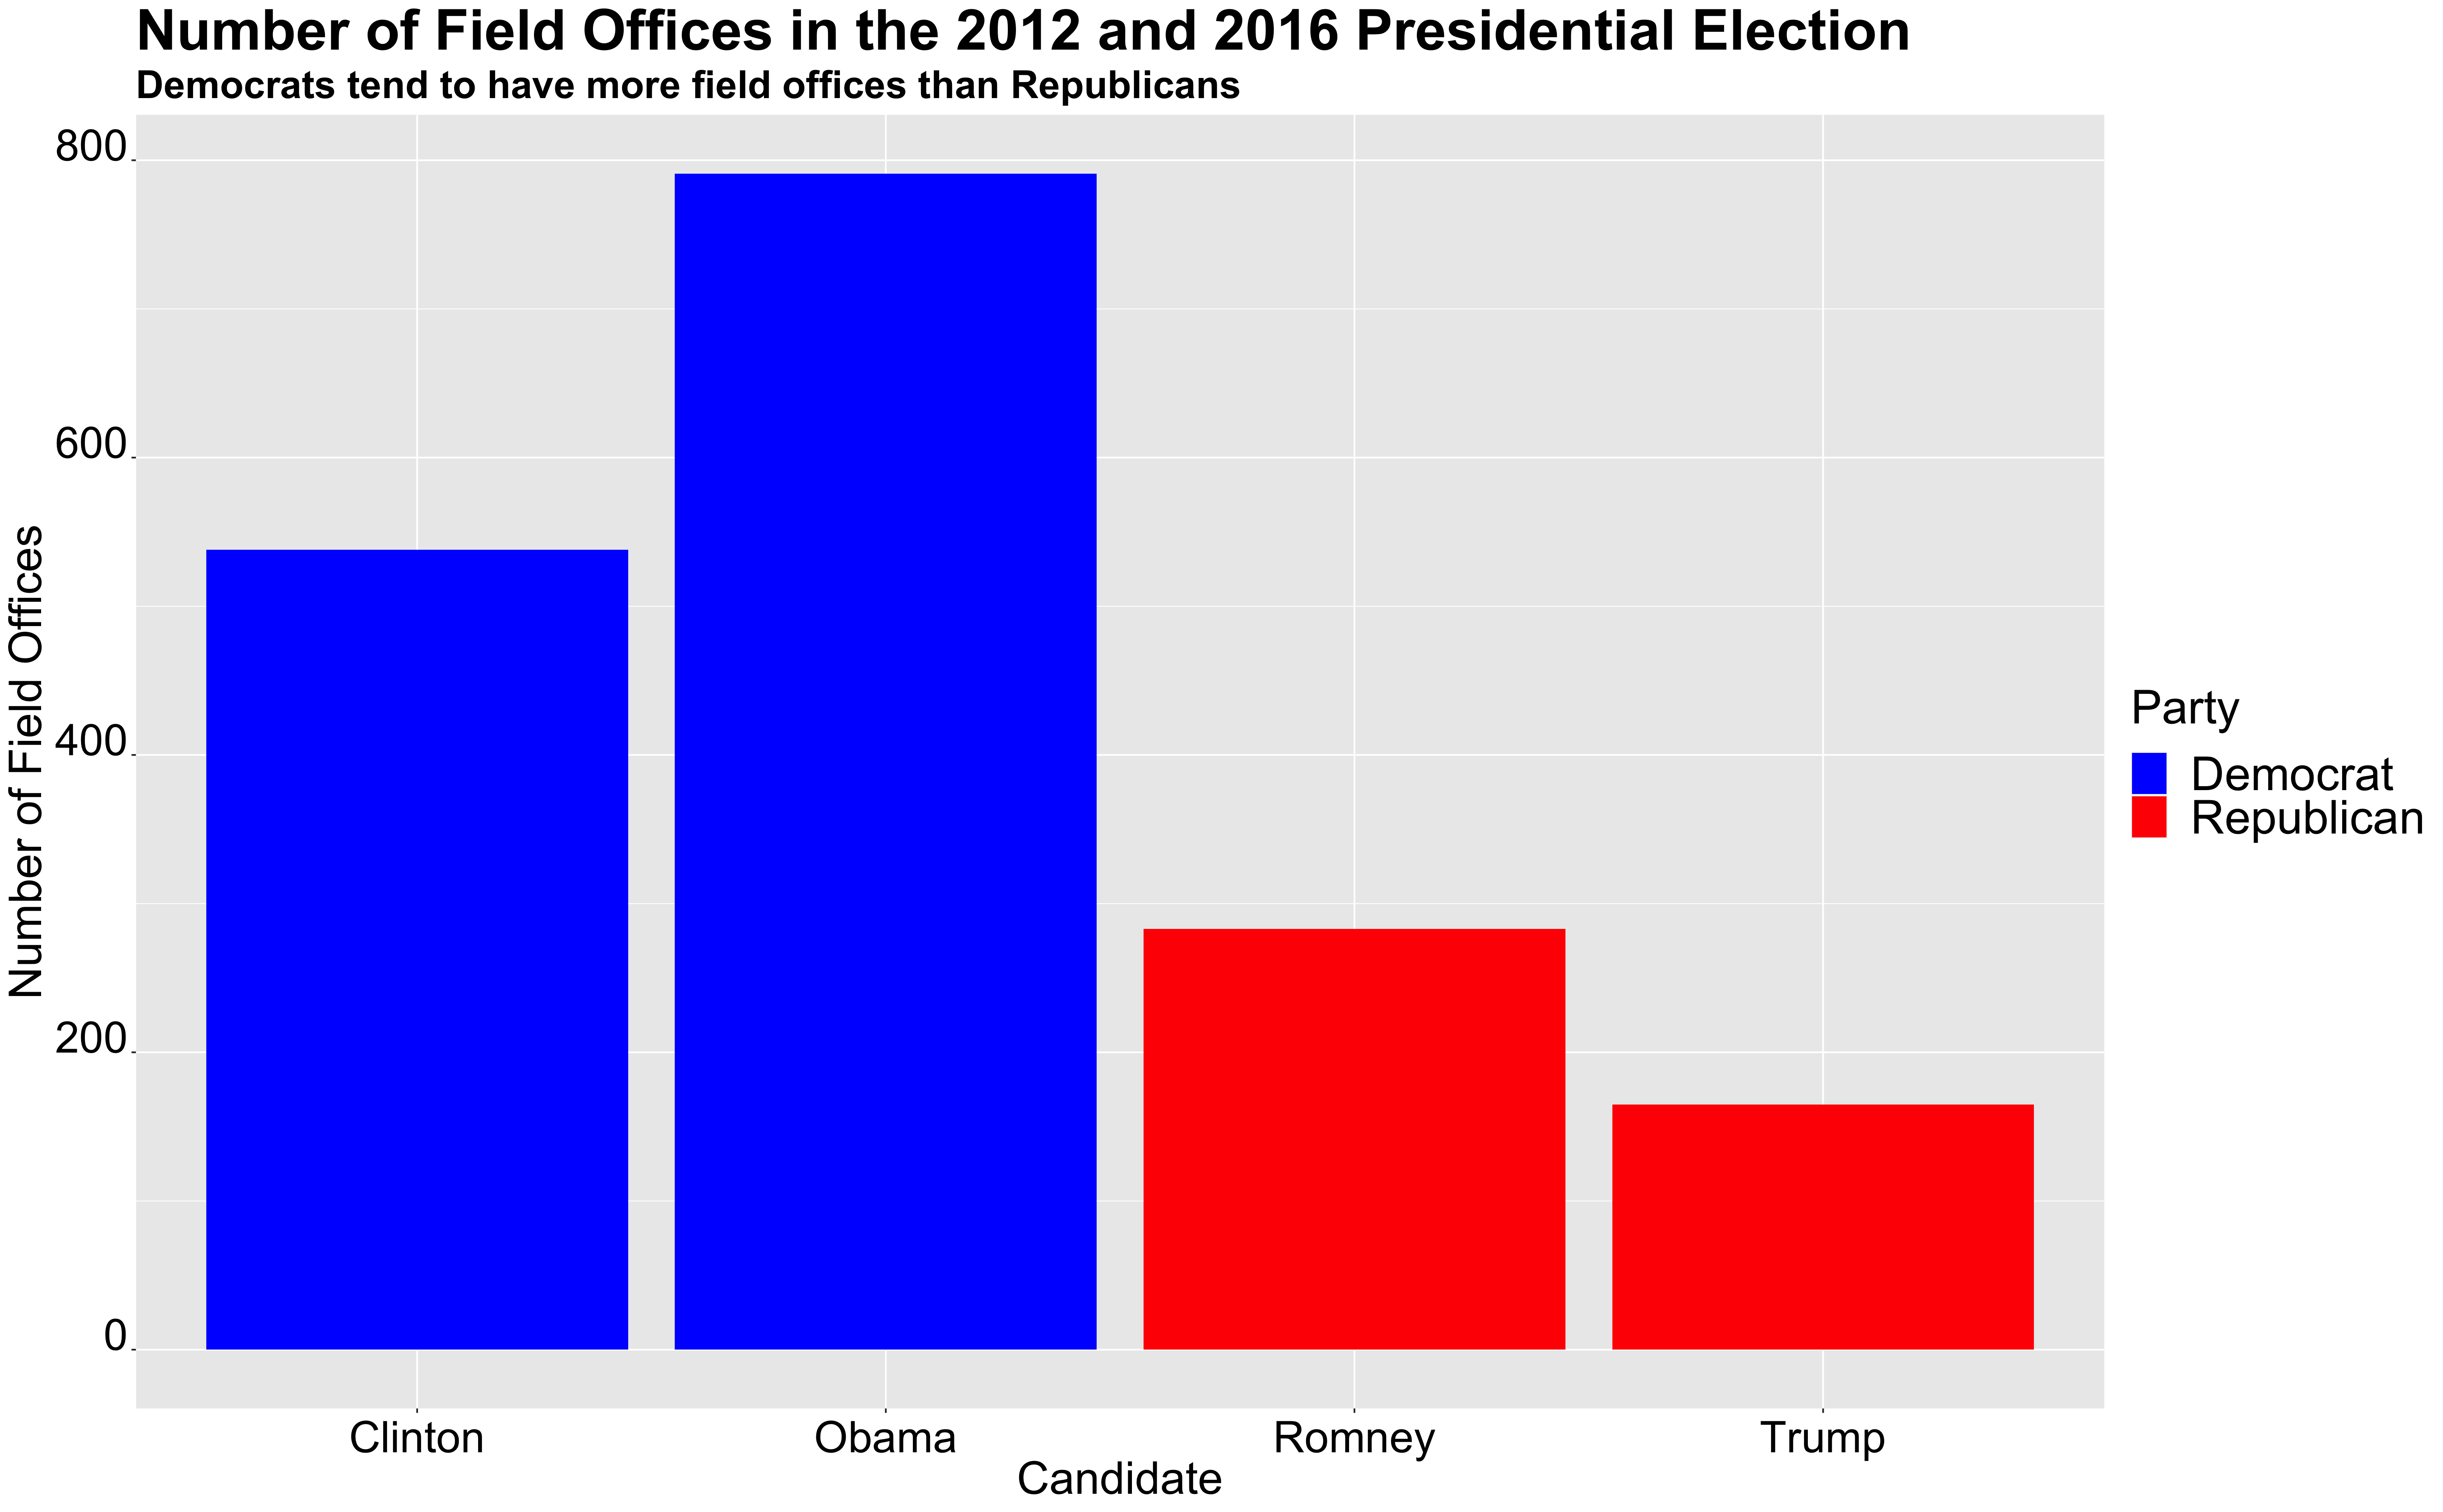 Number of Field Offices in the 2012 and 2016 Presidential Election
Democrats tend to have more field offices than Republicans
Number of Field Offices
800
600
400
200
0
Clinton
Obama
Romney
Trump
Candidate
Party
Democrat
Republican